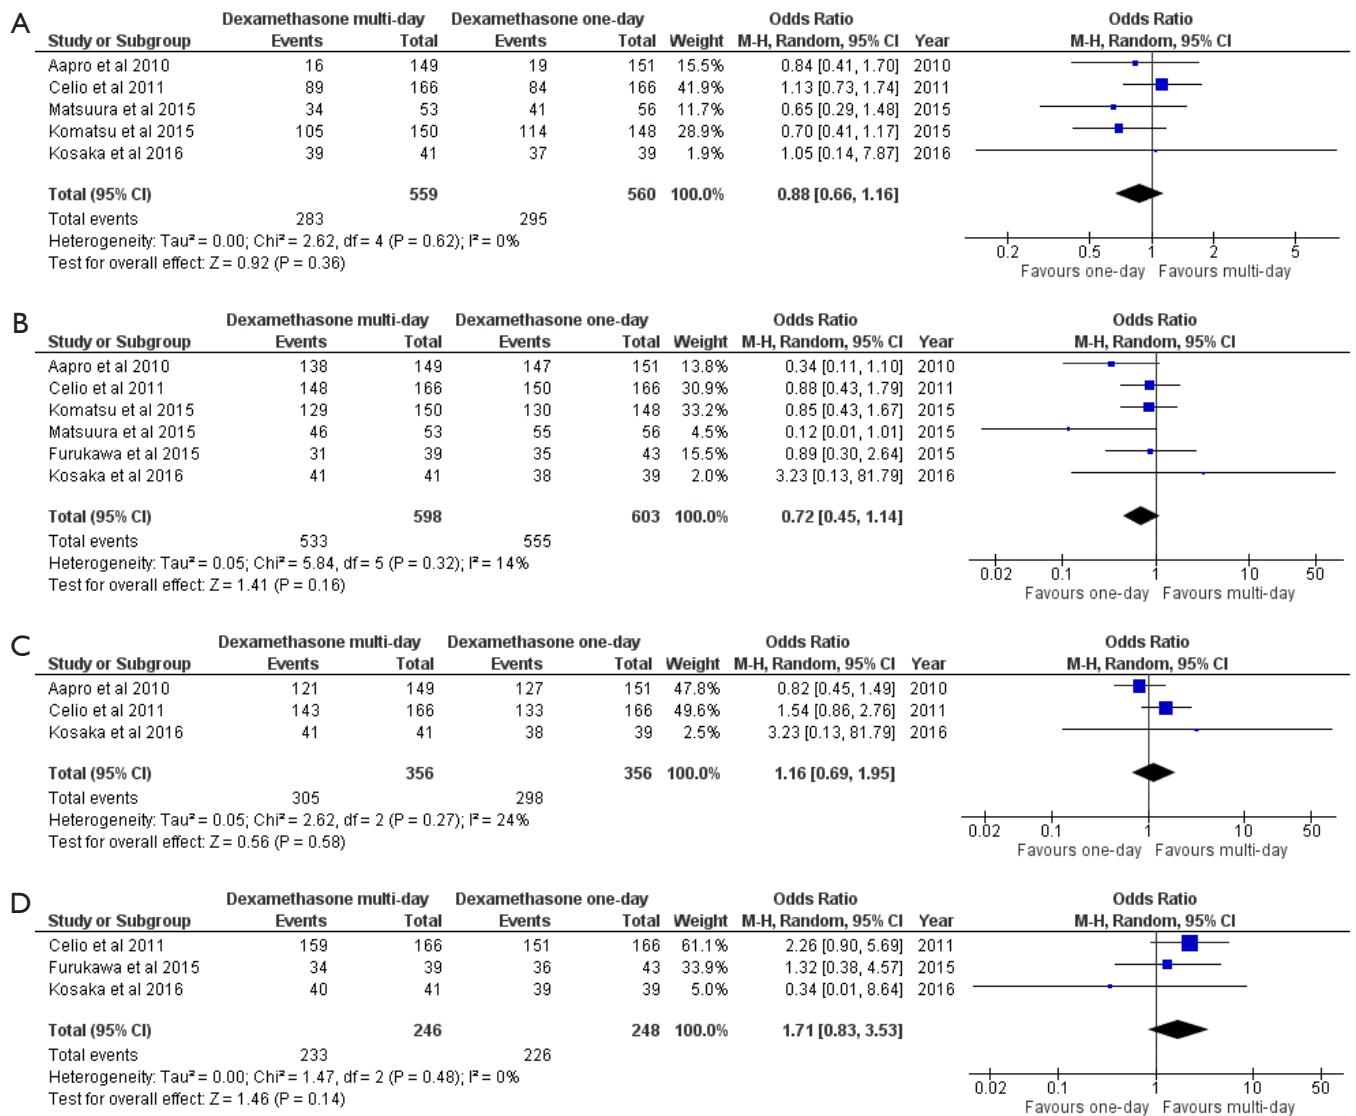 A
Dexamethasone multi-day Dexamethasone one-day Odds Ratio Odds Ratio
Study or Subgroup Events Total Events Total Weight M-H, Random, 95% CI Year M-H, Random, 95% CI
Aapro et al 2010 16 149 19 151 15.5% 0.84 [0.41, 1.70] 2010
Celio et al 2011 89 166 84 166 41.9% 1.13 [0.73, 1.74] 2011
Matsuura et al 2015 34 53 41 56 11.7% 0.65 [0.29, 1.48] 2015
Komatsu et al 2015 105 150 114 148 28.9% 0.70 [0.41, 1.17] 2015
Kosaka et al 2016 39 41 37 39 1.9% 1.05 [0.14, 7.87] 2016
Total (95% CI) 559 560 100.0% 0.88 [0.66, 1.16]
Total events 283 295
Heterogeneity: Tau² = 0.00; Chi² = 2.62, df = 4 (P = 0.62); I² = 0%
Test for overall effect: Z = 0.92 (P = 0.36)
0.2 0.5 1 2 5
Favours one-day Favours multi-day
B
Dexamethasone multi-day Dexamethasone one-day Odds Ratio Odds Ratio
Study or Subgroup Events Total Events Total Weight M-H, Random, 95% CI Year M-H, Random, 95% CI
Aapro et al 2010 138 149 147 151 13.8% 0.34 [0.11, 1.10] 2010
Celio et al 2011 148 166 150 166 30.9% 0.88 [0.43, 1.79] 2011
Komatsu et al 2015 129 150 130 148 33.2% 0.85 [0.43, 1.67] 2015
Matsuura et al 2015 46 53 55 56 4.5% 0.12 [0.01, 1.01] 2015
Furukawa et al 2015 31 39 35 43 15.5% 0.89 [0.30, 2.64] 2015
Kosaka et al 2016 41 41 38 39 2.0% 3.23 [0.13, 81.79] 2016
Total (95% CI) 598 603 100.0% 0.72 [0.45, 1.14]
Total events 533 555
Heterogeneity: Tau² = 0.05; Chi² = 5.84, df = 5 (P = 0.32); I² = 14%
Test for overall effect: Z = 1.41 (P = 0.16)
0.02 0.1 1 10 50
Favours one-day Favours multi-day
C
Dexamethasone multi-day Dexamethasone one-day Odds Ratio Odds Ratio
Study or Subgroup Events Total Events Total Weight M-H, Random, 95% CI Year M-H, Random, 95% CI
Aapro et al 2010 121 149 127 151 47.8% 0.82 [0.45, 1.49] 2010
Celio et al 2011 143 166 133 166 49.6% 1.54 [0.86, 2.76] 2011
Kosaka et al 2016 41 41 38 39 2.5% 3.23 [0.13, 81.79] 2016
Total (95% CI) 356 356 100.0% 1.16 [0.69, 1.95]
Total events 305 298
Heterogeneity: Tau² = 0.05; Chi² = 2.62, df = 2 (P = 0.27); I² = 24%
Test for overall effect: Z = 0.56 (P = 0.58)
0.02 0.1 1 10 50
Favours one-day Favours multi-day
D
Dexamethasone multi-day Dexamethasone one-day Odds Ratio Odds Ratio
Study or Subgroup Events Total Events Total Weight M-H, Random, 95% CI Year M-H, Random, 95% CI
Celio et al 2011 159 166 151 166 61.1% 2.26 [0.90, 5.69] 2011
Furukawa et al 2015 34 39 36 43 33.9% 1.32 [0.38, 4.57] 2015
Kosaka et al 2016 40 41 39 39 5.0% 0.34 [0.01, 8.64] 2016
Total (95% CI) 246 248 100.0% 1.71 [0.83, 3.53]
Total events 233 226
Heterogeneity: Tau² = 0.00; Chi² = 1.47, df = 2 (P = 0.48); I² = 0%
Test for overall effect: Z = 1.46 (P = 0.14)
0.02 0.1 1 10 50
Favours one-day Favours multi-day